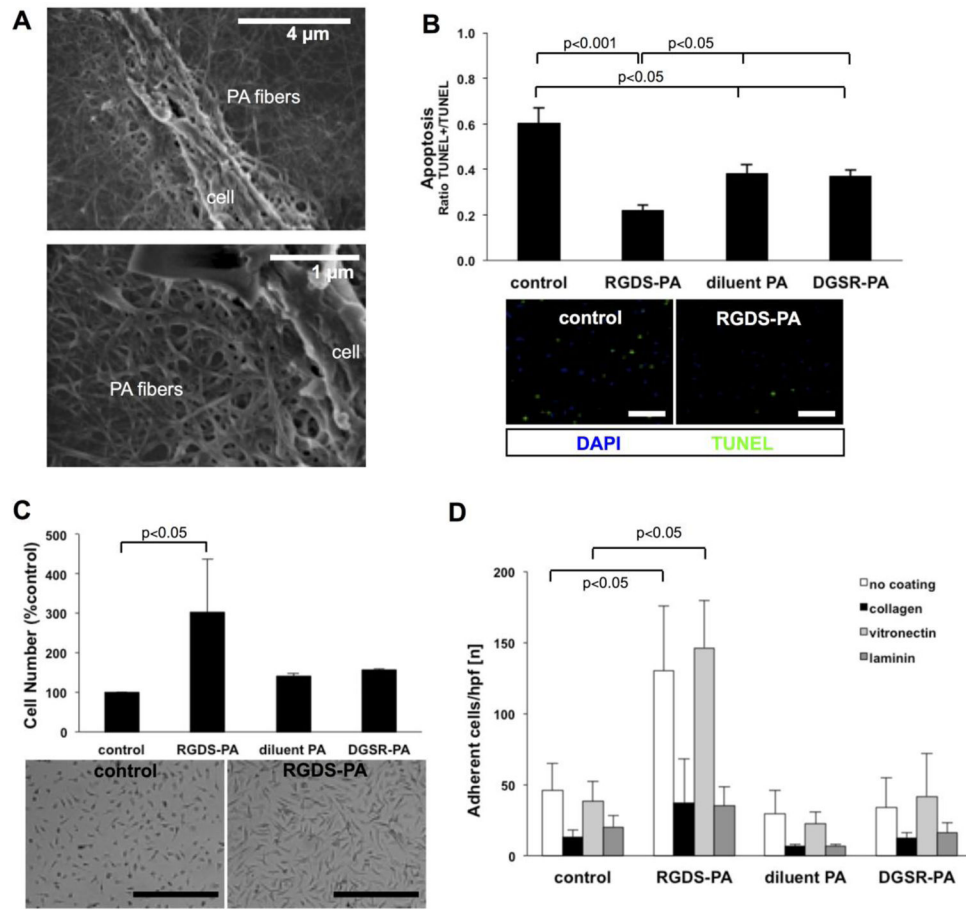 A
4 µm
PA fibers
cell
1 µm
cell
PA fibers
B
p<0.001
p<0.05
p<0.05
Apoptosis
Ratio TUNEL+/TUNEL
1.0
0.8
0.6
0.4
0.2
0.0
control RGDS-PA diluent PA DGSR-PA
control RGDS-PA
DAPI TUNEL
C
p<0.05
Cell Number (%control)
500
400
300
200
100
0
control RGDS-PA diluent PA DGSR-PA
control RGDS-PA
D
p<0.05
p<0.05
Adherent cells/hpf [n]
200
150
100
50
0
no coating
collagen
vitronectin
laminin
control RGDS-PA diluent PA DGSR-PA